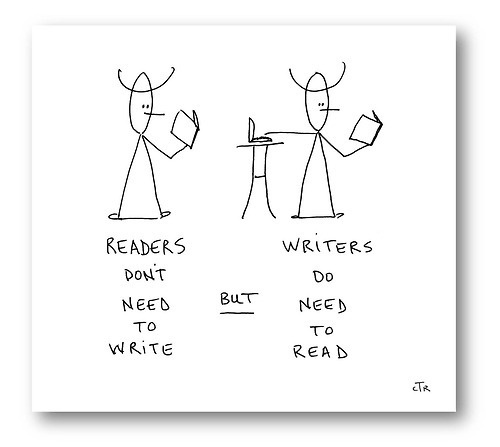 READERS
DON'T
NEED
TO
WRITE
BUT
WRITERS
DO
NEED
TO
READ
CTR